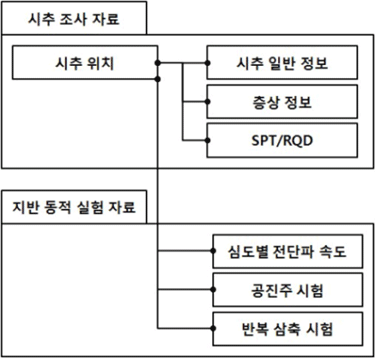 시추 조사 자료
시추 위치
시추 일반 정보
층상 정보
SPT/RQD
지반 동적 실험 자료
심도별 전단파 속도
공진주 시험
반복 삼축 시험